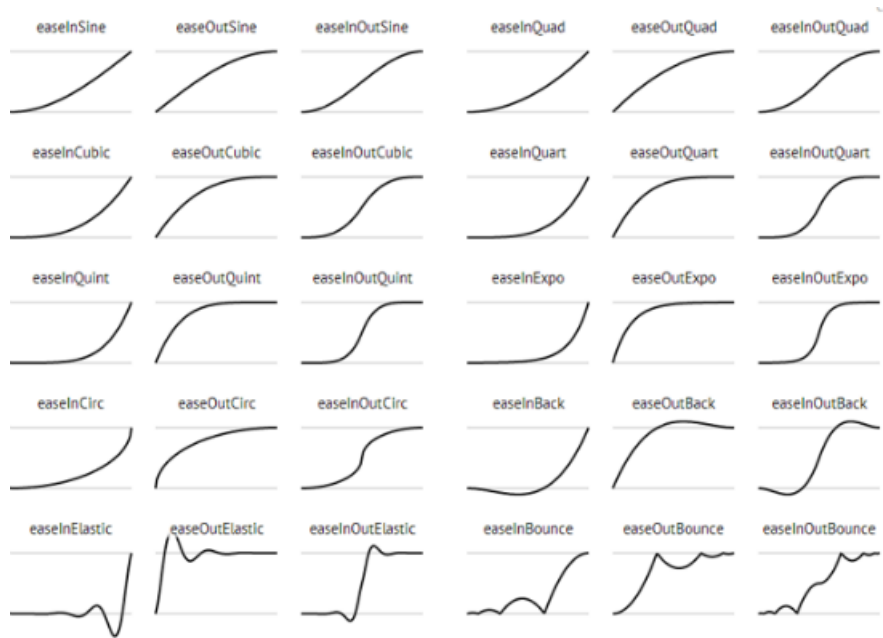 easeInSine easeOutSine easeInOutSine easeInQuad easeOutQuad easeInOutQuad
easeInCubic easeOutCubic easeInOutCubic easeInQuart easeOutQuart easeInOutQuart
easeInQuint easeOutQuint easeInOutQuint easeInExpo easeOutExpo easeInOutExpo
easeInCirc easeOutCirc easeInOutCirc easeInBack easeOutBack easeInOutBack
easeInElastic easeOutElastic easeInOutElastic easeInBounce easeOutBounce easeInOutBounce